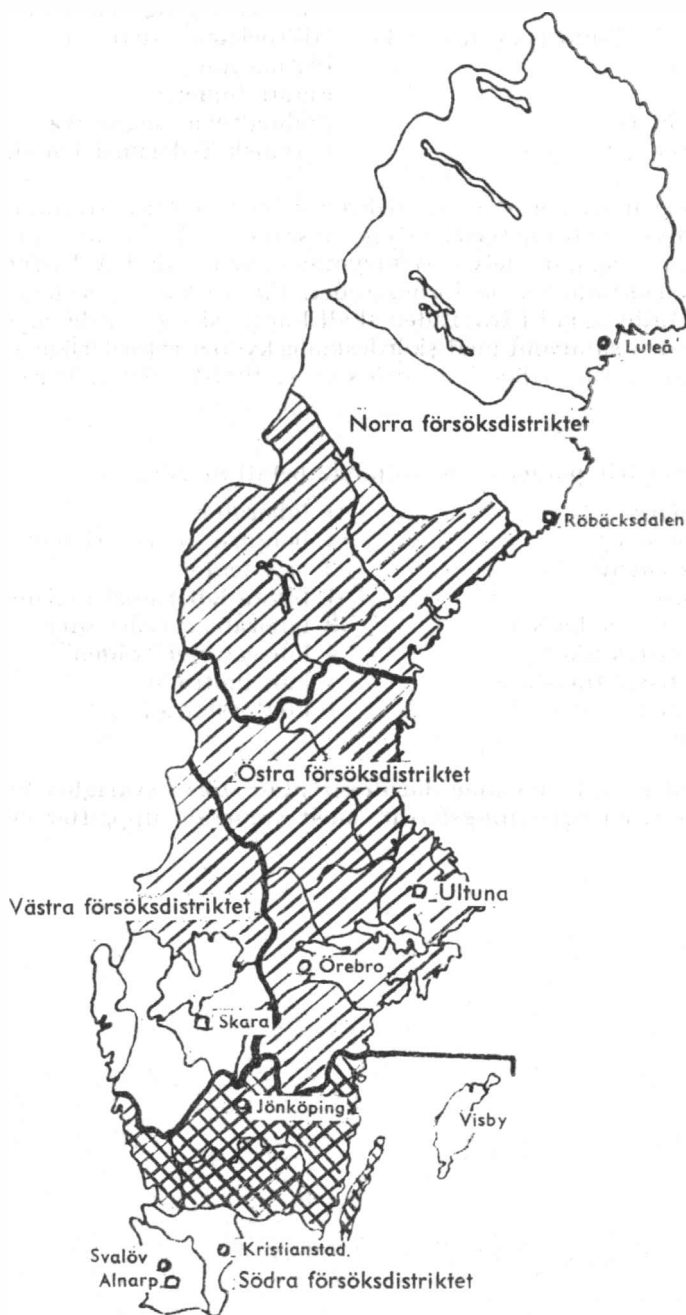 Luleå
Norra försöksdistriktet
Röbäcksdalen
Östra försöksdistriktet
Ultuna
Västra försöksdistriktet
Örebro
Skara
Jönköping
Visby
Kristianstad.
Svalöv
Alnarp
Södra försöksdistriktet